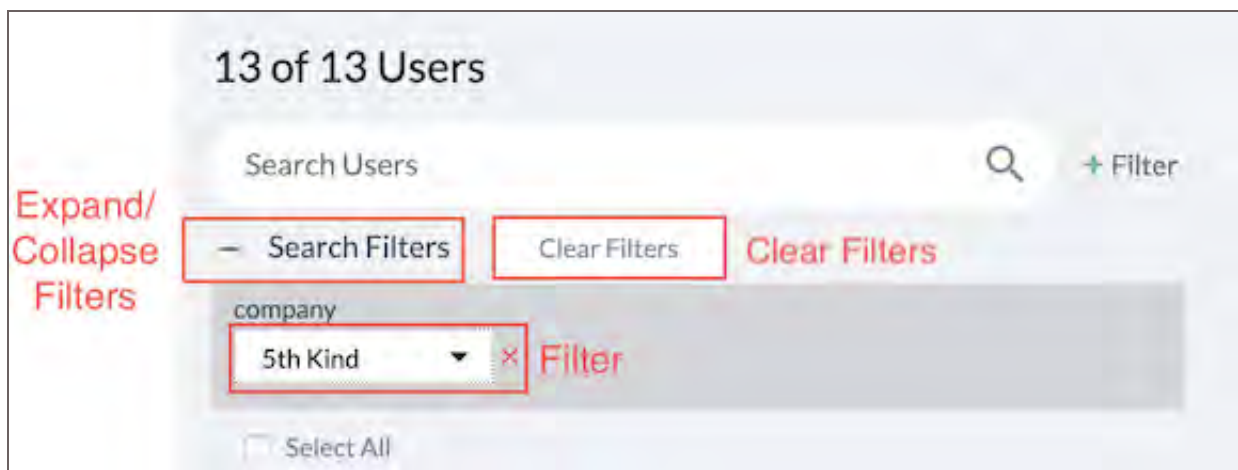 13 of 13 Users
Search Users
+ Filter
Expand/
Collapse
Filters
– Search Filters
Clear Filters
Clear Filters
company
5th Kind
× Filter
Select All